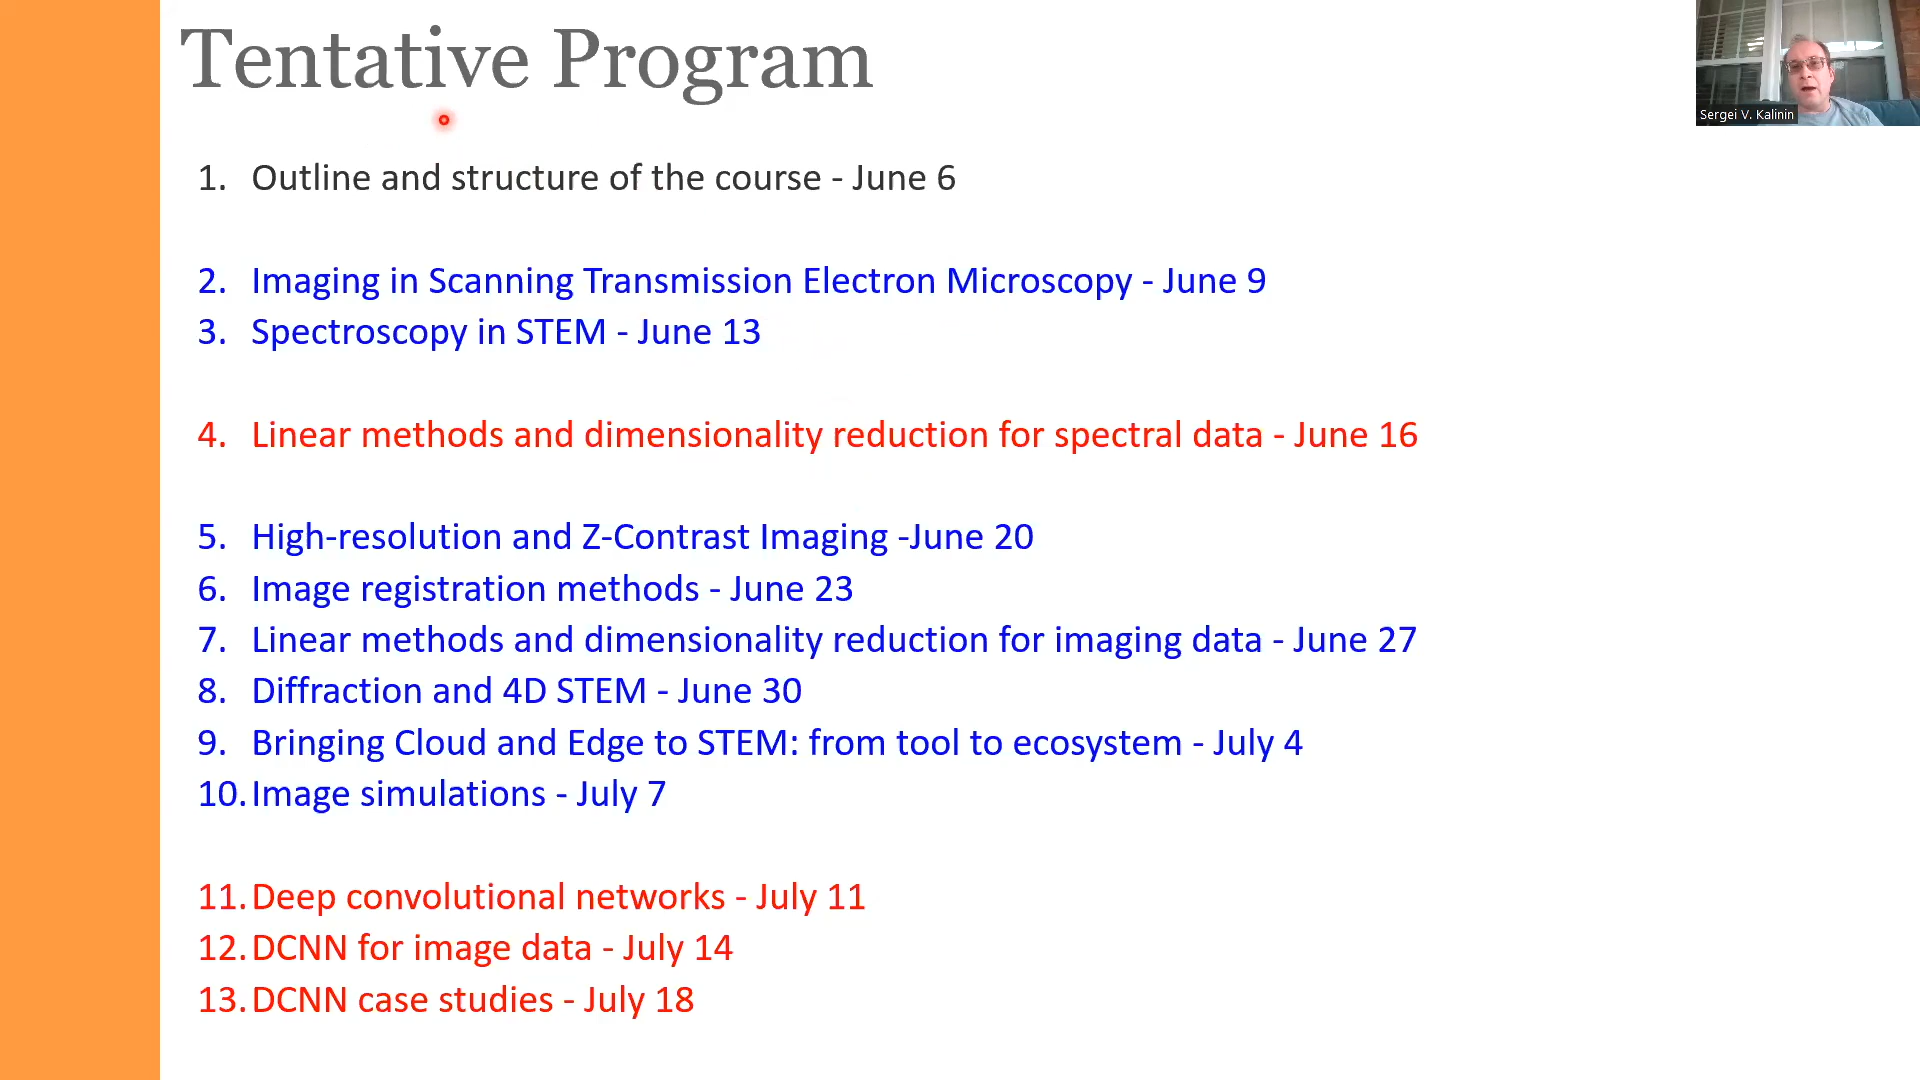 Tentative Program
Sergei V. Kalinin
1. Outline and structure of the course - June 6
2. Imaging in Scanning Transmission Electron Microscopy - June 9
3. Spectroscopy in STEM - June 13
4. Linear methods and dimensionality reduction for spectral data - June 16
5. High-resolution and Z-Contrast Imaging -June 20
6. Image registration methods - June 23
7. Linear methods and dimensionality reduction for imaging data - June 27
8. Diffraction and 4D STEM - June 30
9. Bringing Cloud and Edge to STEM: from tool to ecosystem - July 4
10. Image simulations - July 7
11. Deep convolutional networks - July 11
12. DCNN for image data - July 14
13. DCNN case studies - July 18